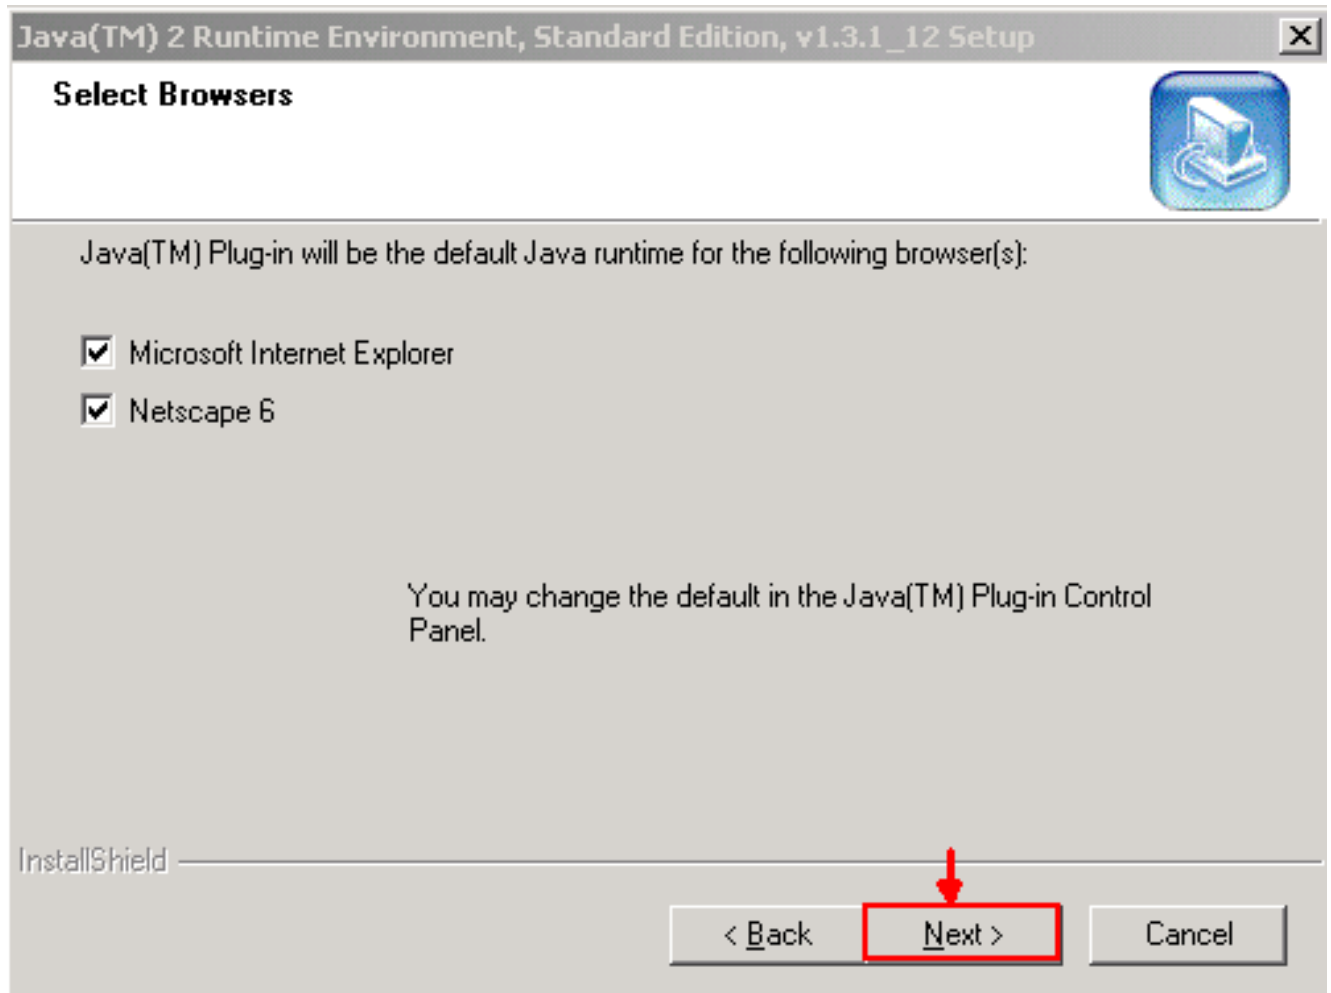 Java(TM) 2 Runtime Environment, Standard Edition, v1.3.1_12 Setup
Select Browsers
Java(TM) Plug-in will be the default Java runtime for the following browser(s):
Microsoft Internet Explorer
Netscape 6
You may change the default in the Java(TM) Plug-in Control
Panel.
InstallShield
< Back
Next >
Cancel